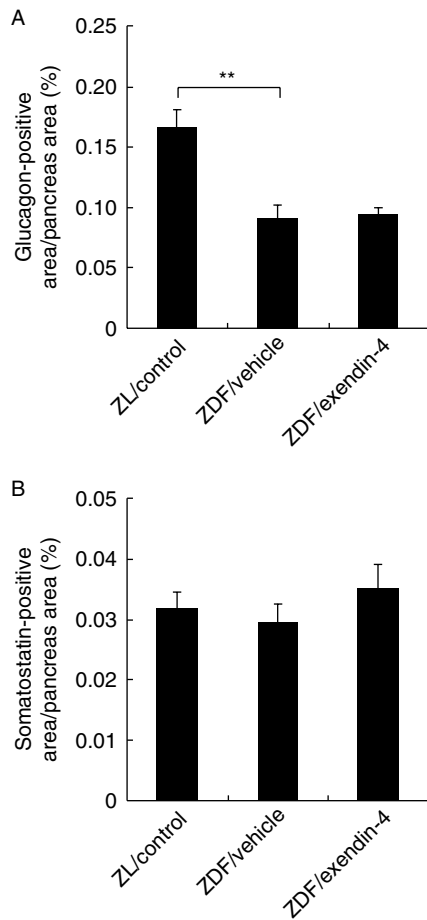 A
Glucagon-positive
area/pancreas area (%)
0.25
0.20
0.15
0.10
0.05
0
**
ZL/control
ZDF/vehicle
ZDF/exendin-4
B
Somatostatin-positive
area/pancreas area (%)
0.05
0.04
0.03
0.02
0.01
0
ZL/control
ZDF/vehicle
ZDF/exendin-4